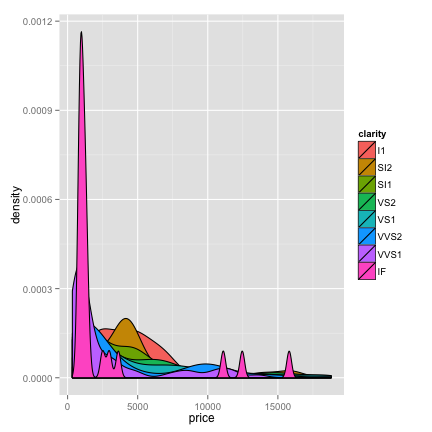 0.0012
0.0009
0.0006
0.0003
0.0000
density
0
5000
10000
15000
price
clarity
I1
SI2
SI1
VS2
VS1
VVS2
VVS1
IF